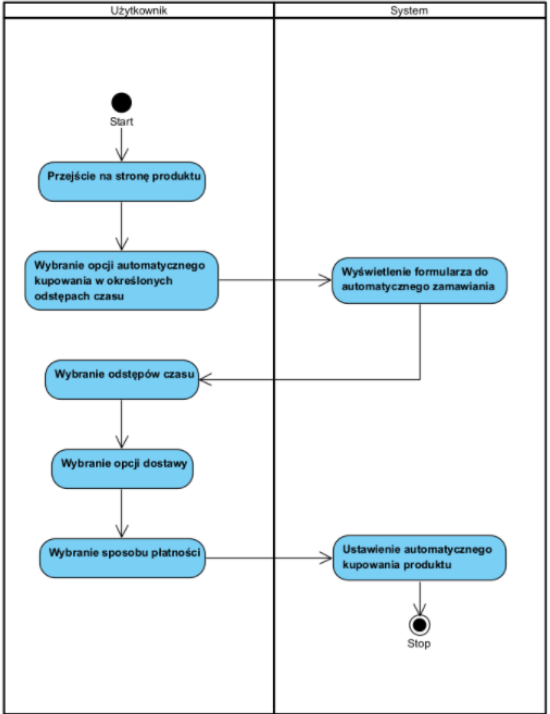 Użytkownik
System
Start
Przejście na stronę produktu
Wybranie opcji automatycznego
kupowania w określonych
odstępach czasu
Wyświetlenie formularza do
automatycznego zamawiania
Wybranie odstępów czasu
Wybranie opcji dostawy
Wybranie sposobu płatności
Ustawienie automatycznego
kupowania produktu
Stop